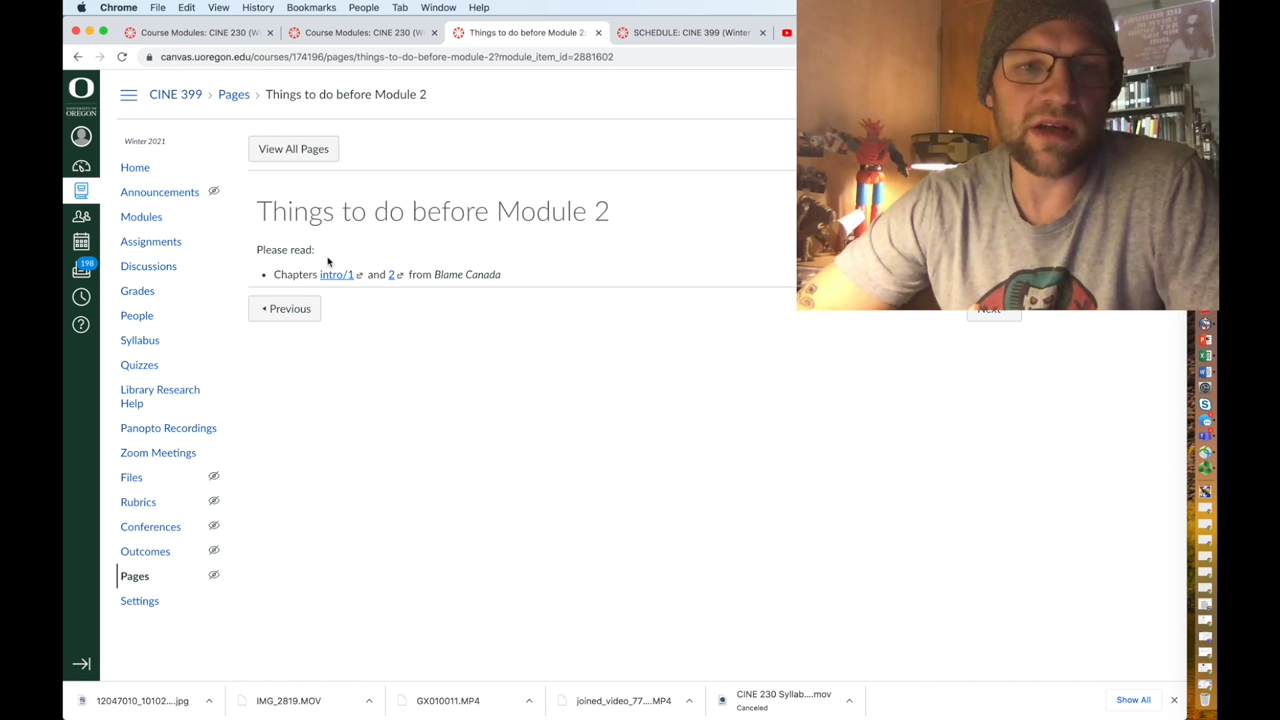 Chrome File Edit View History Bookmarks People Tab Window Help
Course Modules: CINE 230 (Wi
Course Modules: CINE 230 (W
Things to do before Module 2:
SCHEDULE: CINE 399 (Winter
canvas.uoregon.edu/courses/174196/pages/things-to-do-before-module-2?module_item_id=2881602
O
UNIVERSITY OF
OREGON
CINE 399 › Pages › Things to do before Module 2
Winter 2021
View All Pages
Home
Announcements
Modules
Assignments
Discussions
198
Grades
People
Syllabus
Quizzes
Library Research
Help
Panopto Recordings
Zoom Meetings
Files
Rubrics
Conferences
Outcomes
Pages
Settings
Things to do before Module 2
Please read:
• Chapters intro/1 and 2 from Blame Canada
Previous
Next
12047010_10102....jpg
IMG_2819.MOV
GX010011.MP4
joined_video_77....MP4
CINE 230 Syllab....mov
Canceled
Show All